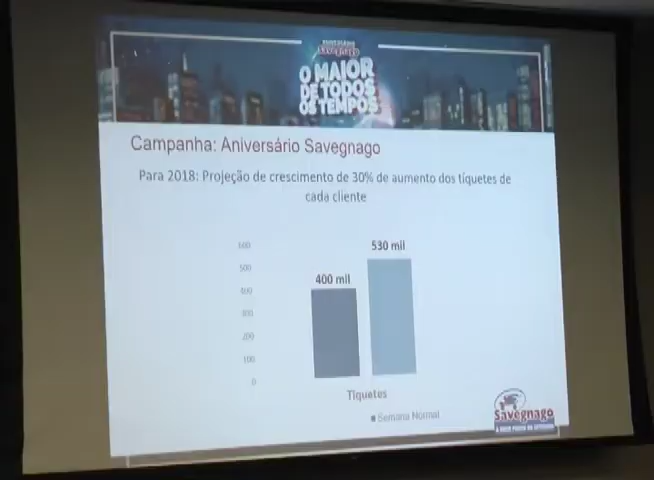 Savegnago
O MAIOR
DE TODOS
OS TEMPOS
Campanha: Aniversário Savegnago
Para 2018: Projeção de crescimento de 30% de aumento dos tíquetes de
cada cliente
600
500
400
300
200
100
0
400 mil
530 mil
Tíquetes
Semana Normal
Savegnago